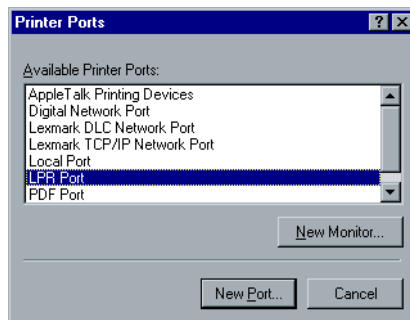 Printer Ports
Available Printer Ports:
AppleTalk Printing Devices
Digital Network Port
Lexmark DLC Network Port
Lexmark TCP/IP Network Port
Local Port
LPR Port
PDF Port
New Monitor...
New Port...
Cancel